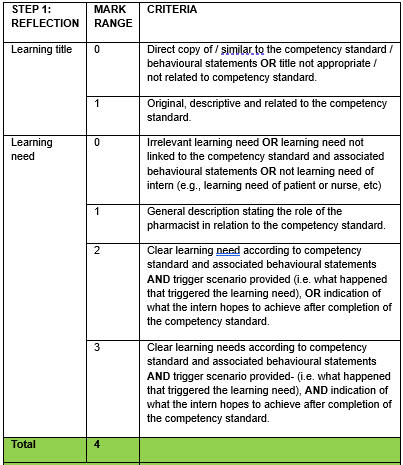 STEP 1: MARK CRITERIA
REFLECTION RANGE
Learning title 0 Direct copy of / similar to the competency standard /
behavioural statements OR title not appropriate /
not related to competency standard.
1 Original, descriptive and related to the competency
standard.
Learning 0 Irrelevant learning need OR learning need not
need linked to the competency standard and associated
behavioural statements OR not learning need of
intern (e.g., learning need of patient or nurse, etc)
1 General description stating the role of the
pharmacist in relation to the competency standard.
2 Clear learning need according to competency
standard and associated behavioural statements
AND trigger scenario provided (i.e. what happened
that triggered the learning need), OR indication of
what the intern hopes to achieve after completion of
the competency standard.
3 Clear learning needs according to competency
standard and associated behavioural statements
AND trigger scenario provided- (i.e. what happened
that triggered the learning need), AND indication of
what the intern hopes to achieve after completion of
the competency standard.
Total 4